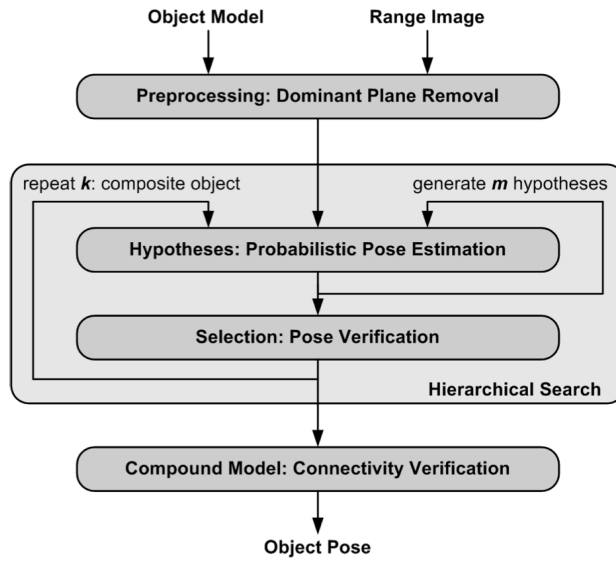 Object Model
Range Image
Preprocessing: Dominant Plane Removal
repeat k: composite object
generate m hypotheses
Hypotheses: Probabilistic Pose Estimation
Selection: Pose Verification
Hierarchical Search
Compound Model: Connectivity Verification
Object Pose